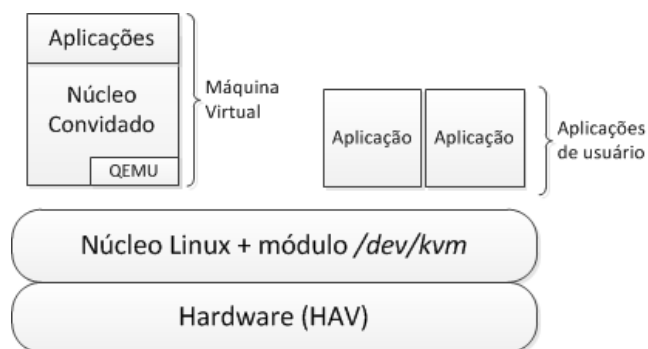 Aplicações
Núcleo
Convidado
QEMU
Máquina
Virtual
Aplicação
Aplicação
Aplicações
de usuário
Núcleo Linux + módulo /dev/kvm
Hardware (HAV)